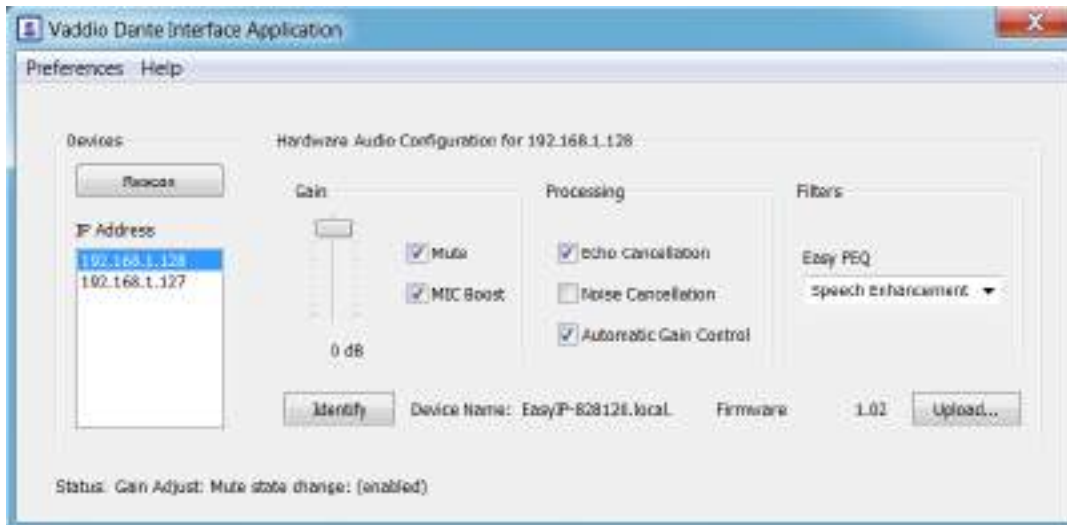 Vaddio Dante Interface Application
X
Preferences Help
Devices
Hardware Audio Configuration for 192.168.1.128
Rescan
Gain
Processing
Filters
IP Address
192.168.1.128
192.168.1.127
Mute
MIC Boost
Echo Cancellation
Noise Cancellation
Automatic Gain Control
Easy PEQ
Speech Enhancement
0 dB
Identify Device Name: EasyIP-828128.local. Firmware 1.02 Upload...
Status: Gain Adjust: Mute state change: (enabled)